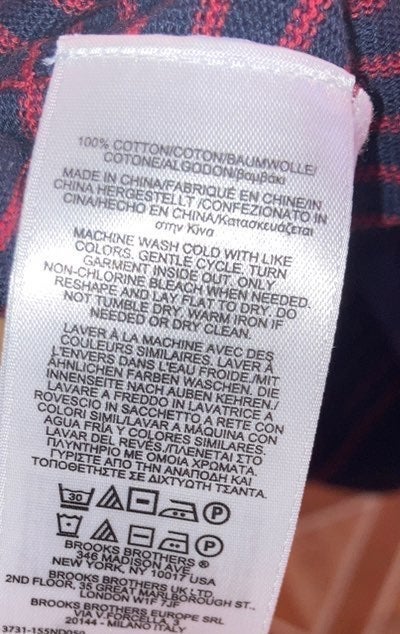 100% COTTON/COTON/BAUMWOLLE/
COTONE/ALGODON/Βαμβάκι
MADE IN CHINA/FABRIQUÉ EN CHINE/IN
CHINA HERGESTELLT /CONFEZIONATO IN
CINA/HECHO EN CHINA/Κατασκευάζεται
στην Κίνα
MACHINE WASH COLD WITH LIKE
COLORS. GENTLE CYCLE, TURN
GARMENT INSIDE OUT. ONLY
NON-CHLORINE BLEACH WHEN NEEDED.
RESHAPE AND LAY FLAT TO DRY. DO
NOT TUMBLE DRY, WARM IRON IF
NEEDED OR DRY CLEAN.
LAVER À LA MACHINE AVEC DES
COULEURS SIMILAIRES. LAVER À
L'ENVERS DANS L'EAU FROIDE./MIT
ÄHNLICHEN FARBEN WASCHEN. DIE
INNENSEITE NACH AUBEN KEHREN./
LAVARE A FREDDO IN LAVATRICE A
ROVESCIO IN SACCHETTO A RETE CON
COLORI SIMILI/LAVAR A MÁQUINA CON
AGUA FRÍA Y COLORES SIMILARES.
LAVAR DEL REVÉS./ΠΛΕΝΕΤΑΙ ΣΤΟ
ΠΛΥΝΤΗΡΙΟ ΜΕ ΟΜΟΙΑ ΧΡΩΜΑΤΑ.
ΓΥΡΙΣΤΕ ΑΠΟ ΤΗΝ ΑΝΑΠΟΔΗ ΚΑΙ
ΤΟΠΟΘΕΤΗΣΤΕ ΣΕ ΔΙΧΤΥΩΤΗ ΤΣΑΝΤΑ.
30 P
P
BROOKS BROTHERS ®
346 MADISON AVE.
NEW YORK, NY 10017 USA
BROOKS BROTHERS UK LTD
2ND FLOOR, 35 GREAT MARLBOROUGH ST.,
LONDON W1F 7JF
BROOKS BROTHERS EUROPE SRL
VIA V.FORCELLA 13
20144 MILANO ITALY